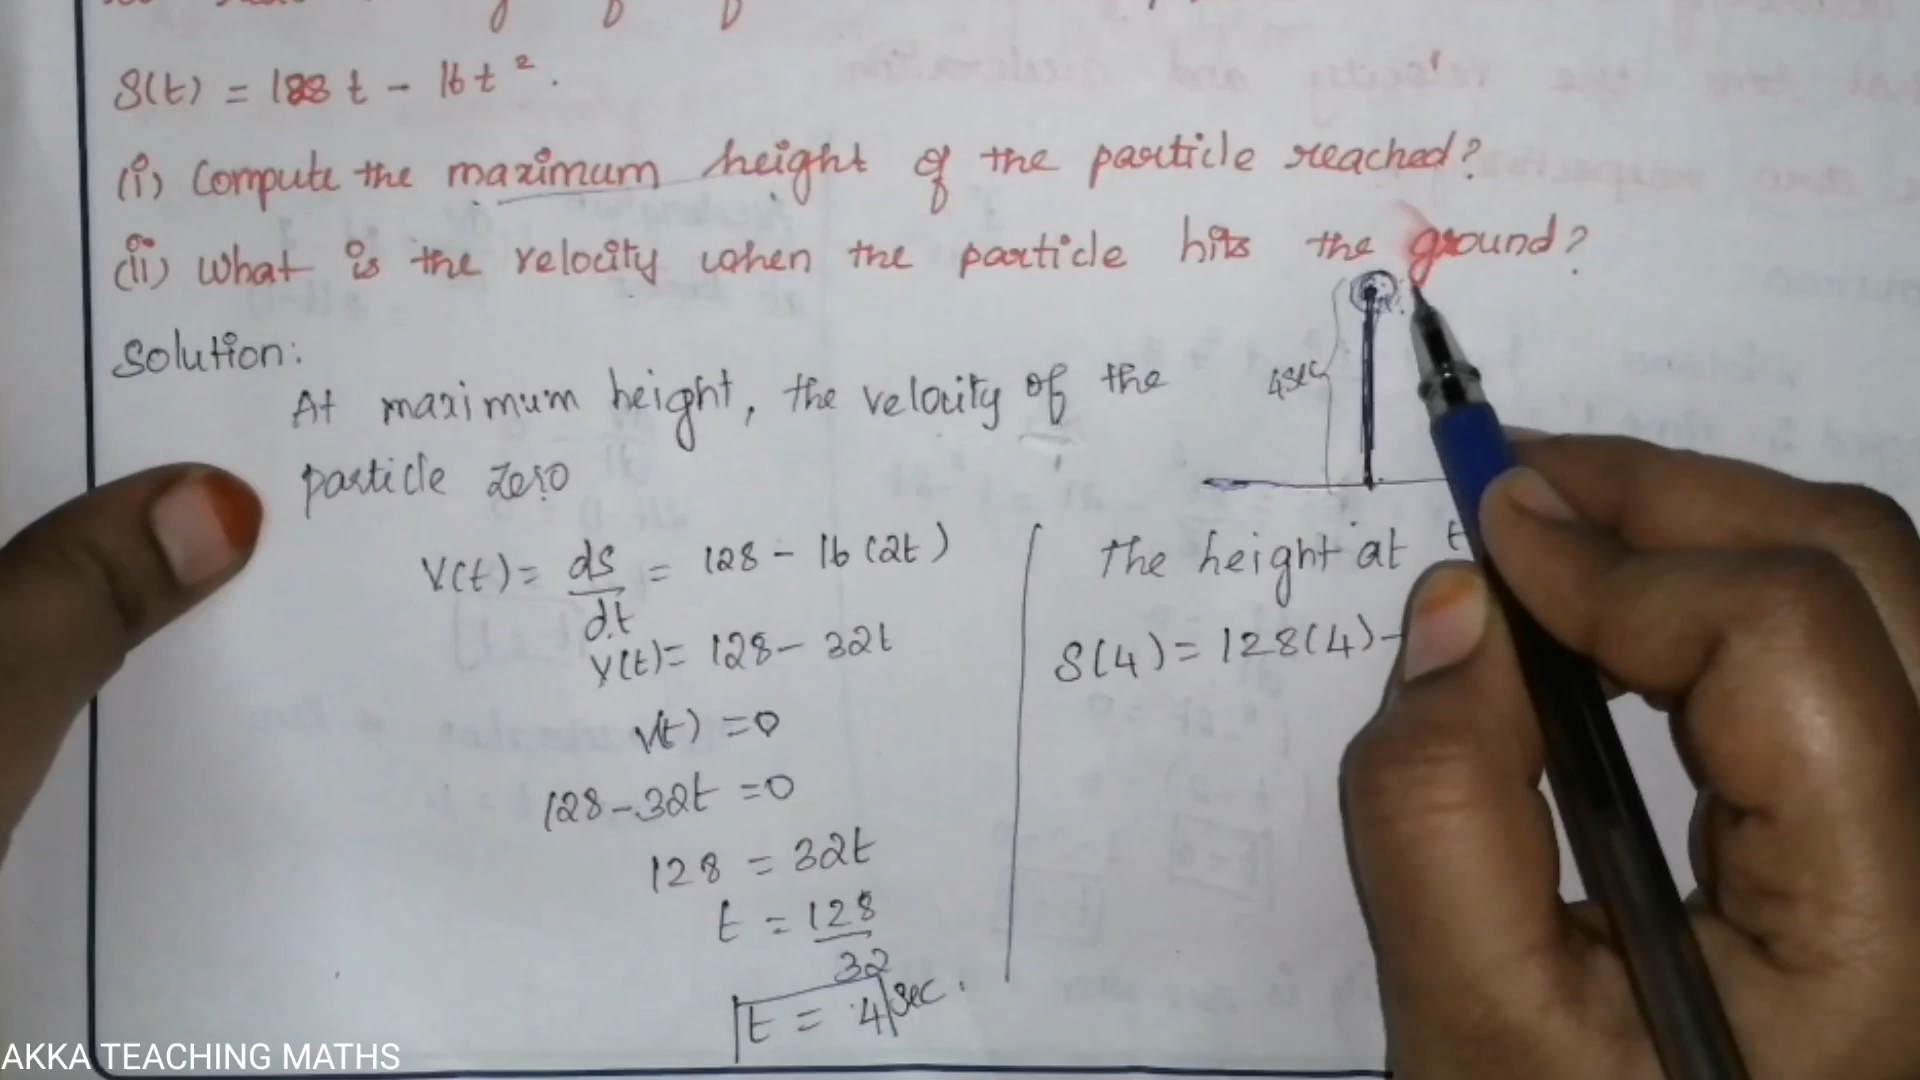 S(t) = 128t - 16t².
(i) Compute the maximum height of the particle reached?
(ii) What is the velocity when the particle hits the ground?
Solution:
At maximum height, the velocity of the
particle zero
4sec
V(t) = ds/dt = 128 - 16(2t)
V(t) = 128 - 32t
V(t) = 0
128 - 32t = 0
128 = 32t
t = 128/32
t = 4 sec.
The height at t
S(4) = 128(4) -
AKKA TEACHING MATHS